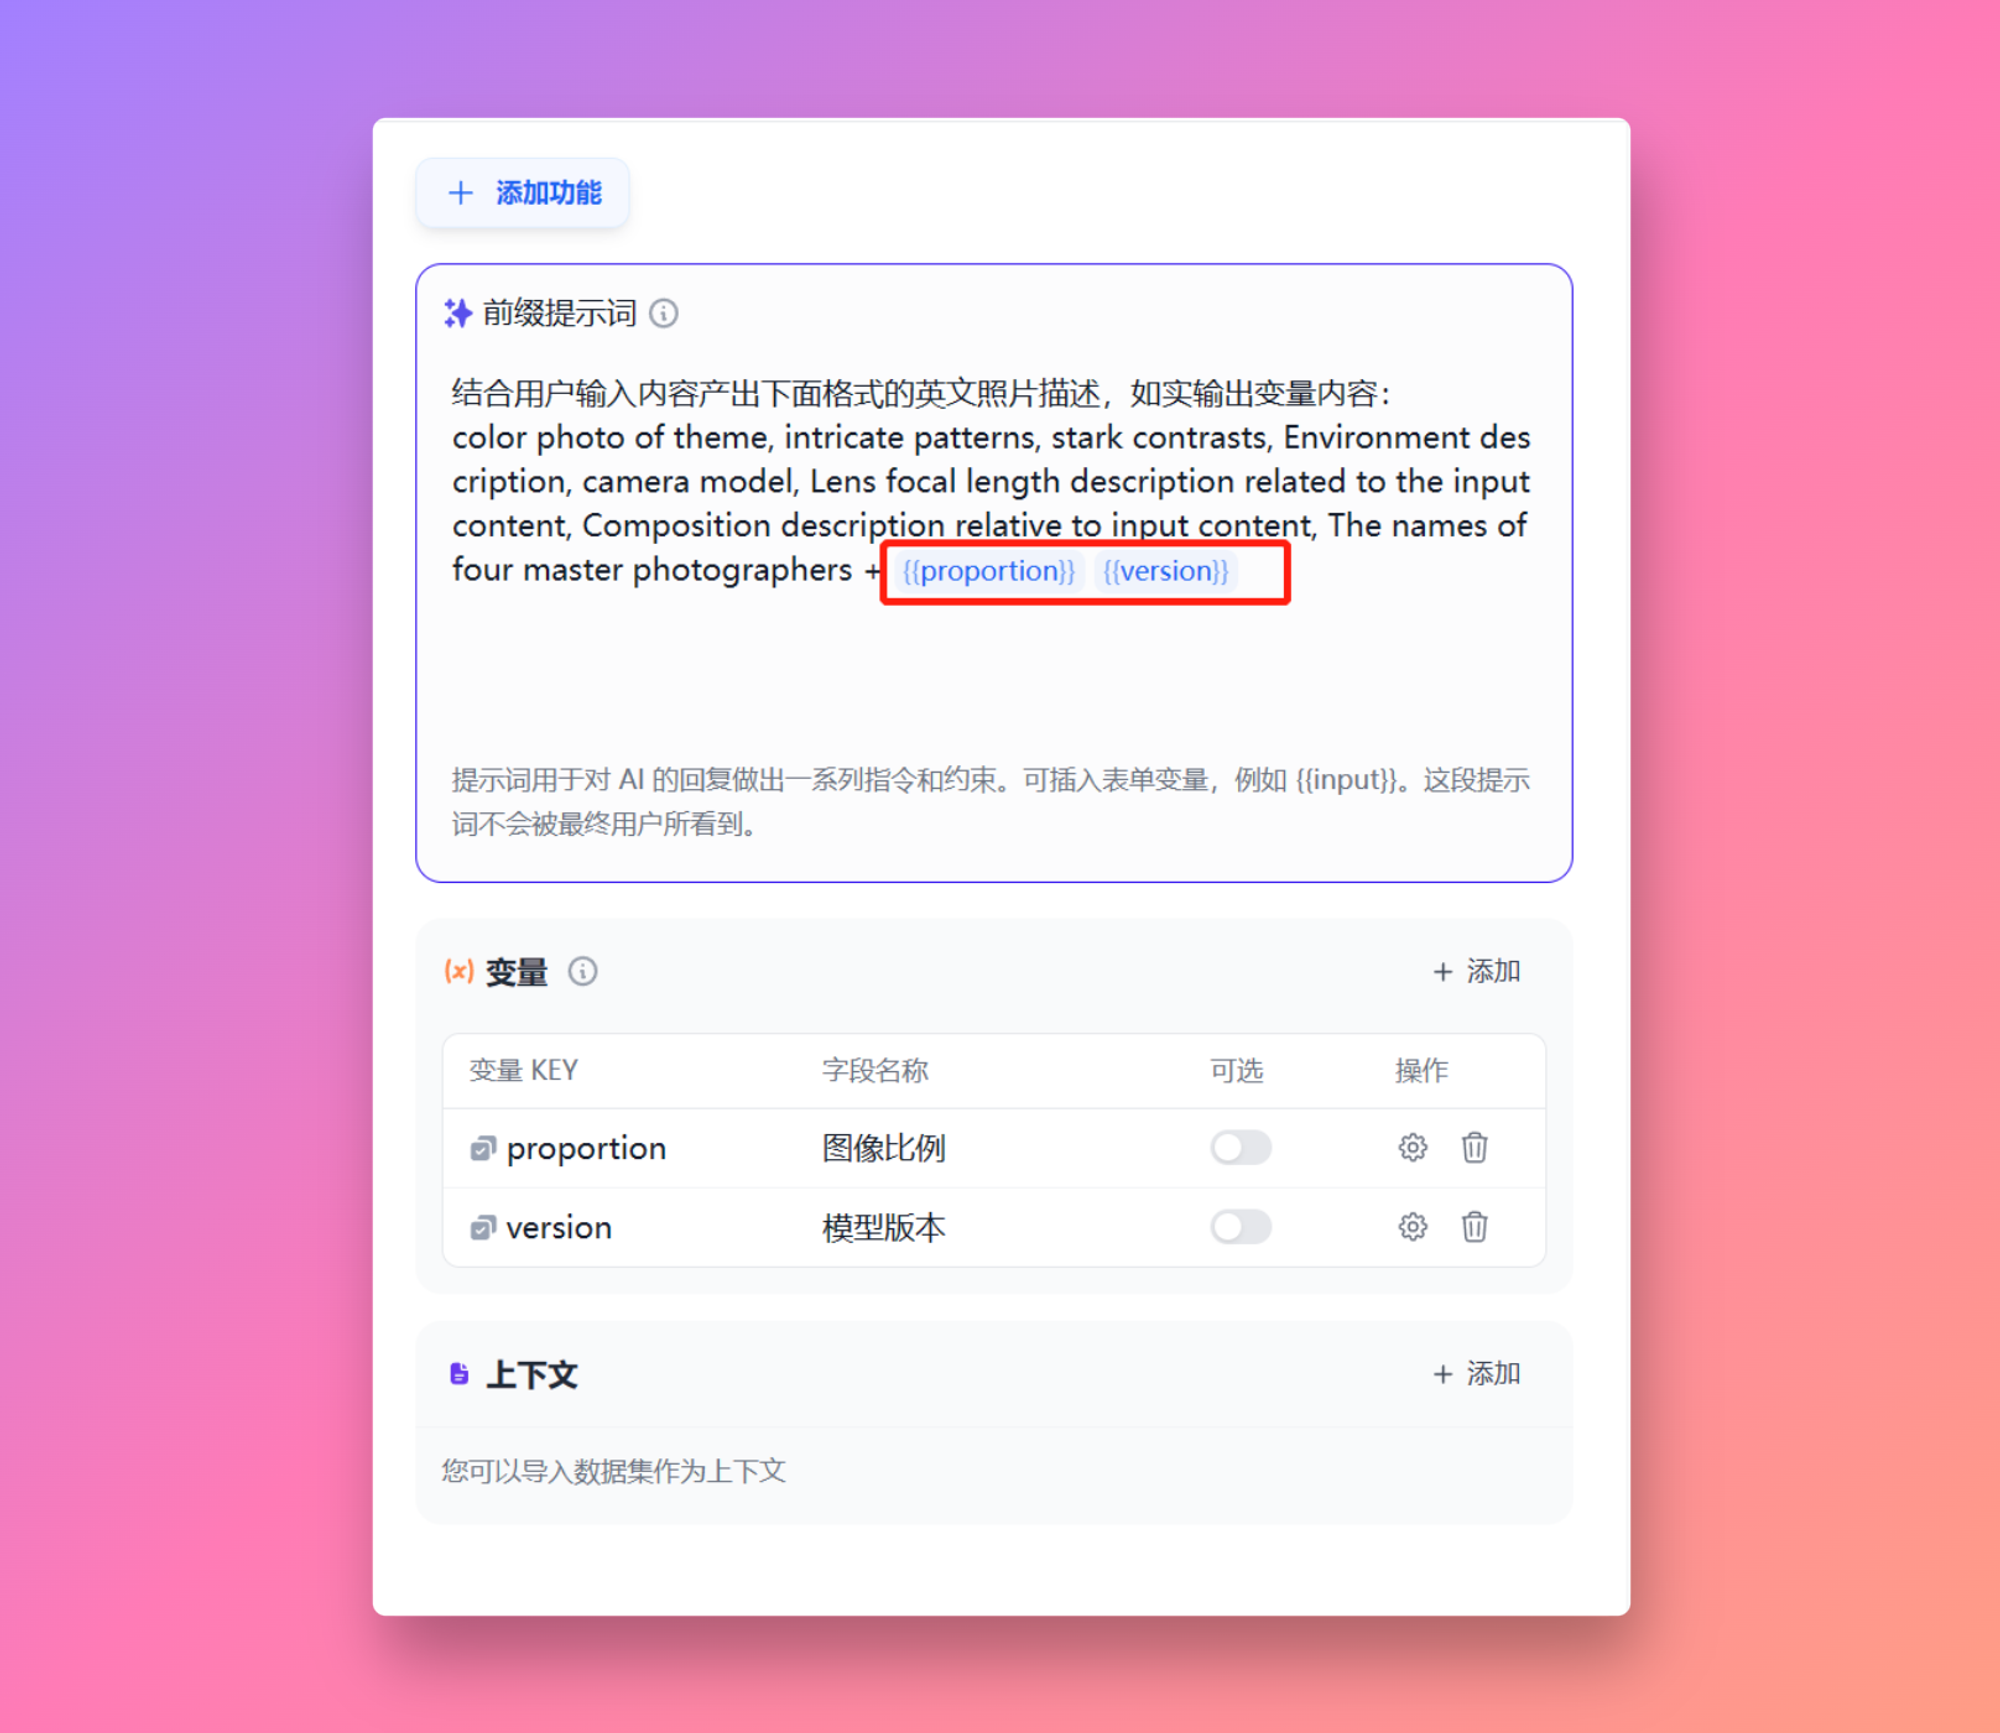 + 添加功能
前缀提示词
结合用户输入内容产出下面格式的英文照片描述，如实输出变量内容：
color photo of theme, intricate patterns, stark contrasts, Environment des
cription, camera model, Lens focal length description related to the input
content, Composition description relative to input content, The names of
four master photographers + {{proportion}} {{version}}
提示词用于对 AI 的回复做出一系列指令和约束。可插入表单变量，例如 {{input}}。这段提示
词不会被最终用户所看到。
(x) 变量 + 添加
变量 KEY 字段名称 可选 操作
proportion 图像比例
version 模型版本
上下文 + 添加
您可以导入数据集作为上下文